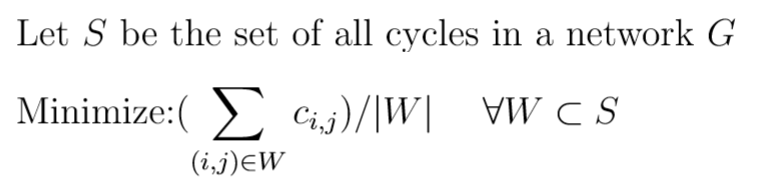 Let S be the set of all cycles in a network G
Minimize:( ∑ c_{i,j})/|W| ∀W ⊂ S
(i,j)∈W